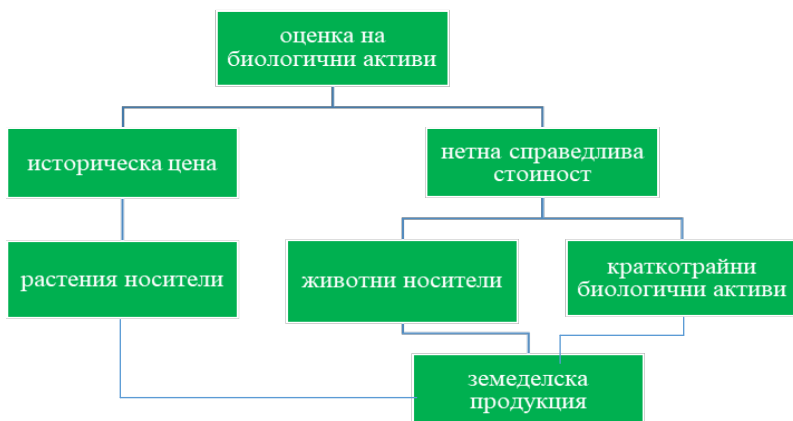 оценка на
биологични активи
историческа цена
нетна справедлива
стоиност
растения носители
животни носители
краткотрайни
биологични активи
земеделска
продукция